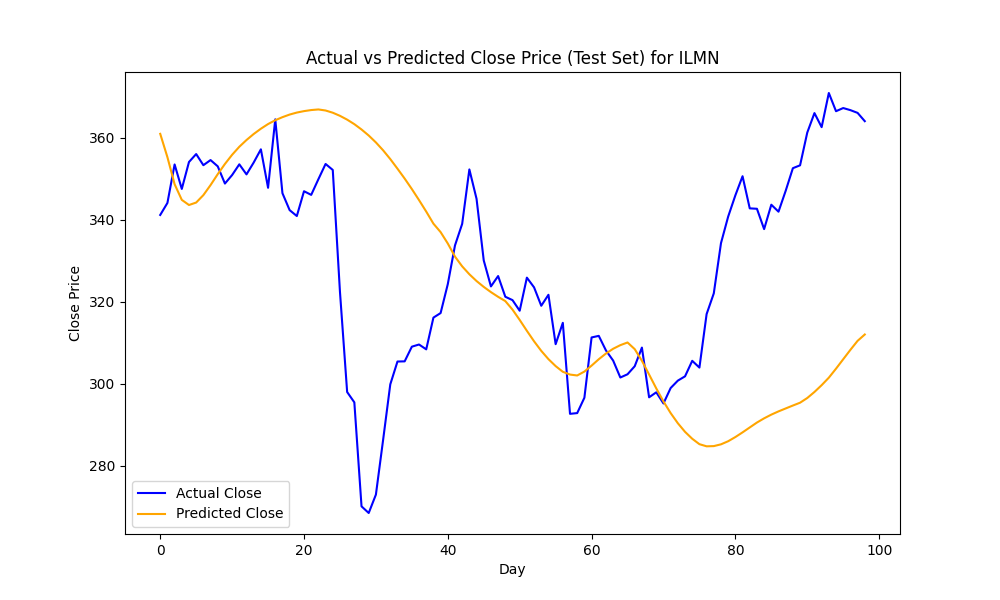 Actual vs Predicted Close Price (Test Set) for ILMN
Close Price
360
340
320
300
280
Actual Close
Predicted Close
0 20 40 60 80 100
Day